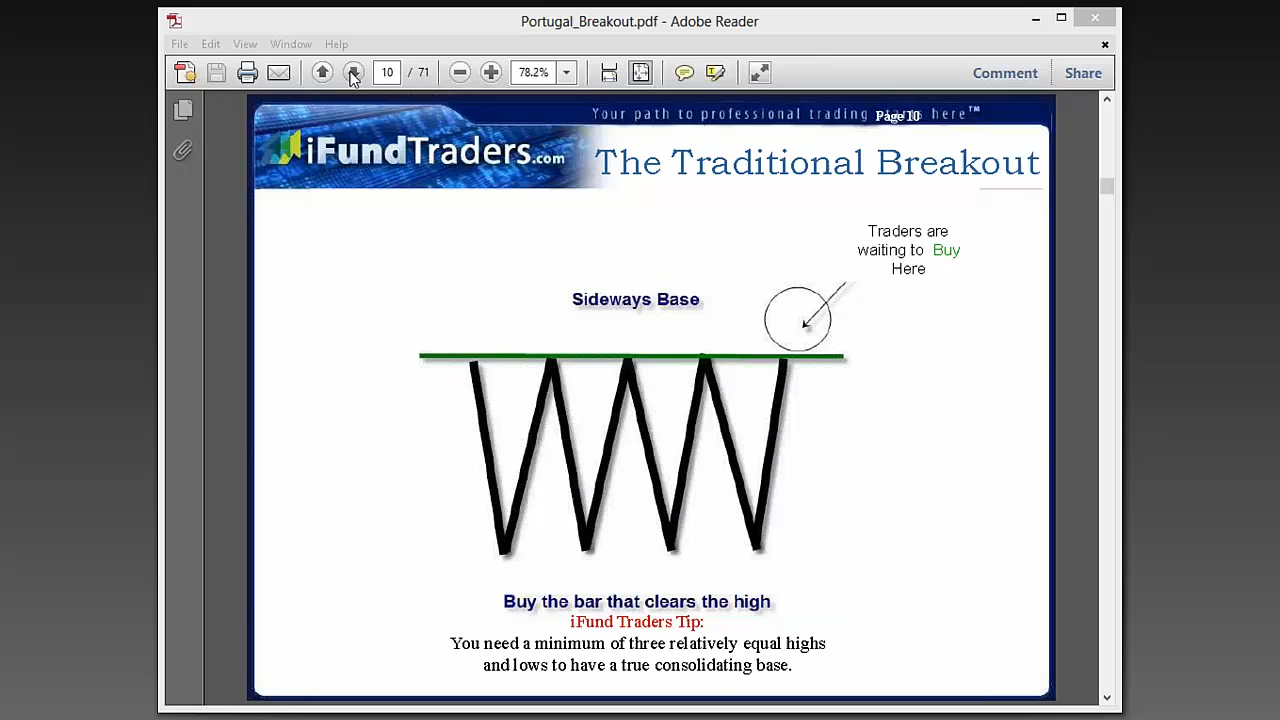 Portugal_Breakout.pdf - Adobe Reader
File Edit View Window Help
10 / 71 78.2% Comment Share
Your path to professional trading here™
Page 10
iFundTraders.com
The Traditional Breakout
Traders are
waiting to Buy
Here
Sideways Base
Buy the bar that clears the high
iFund Traders Tip:
You need a minimum of three relatively equal highs
and lows to have a true consolidating base.